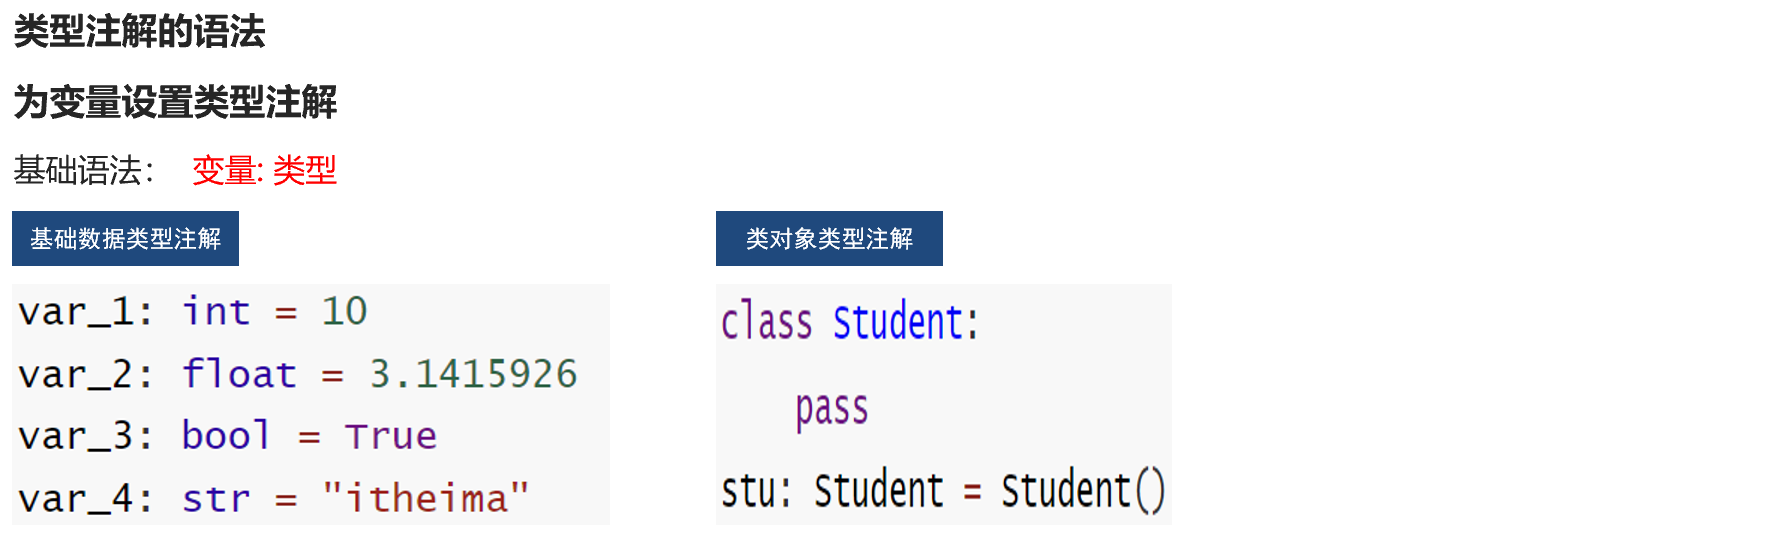 类型注解的语法
为变量设置类型注解
基础语法： 变量: 类型
基础数据类型注解
var_1: int = 10
var_2: float = 3.1415926
var_3: bool = True
var_4: str = "itheima"
类对象类型注解
class Student:
    pass
stu: Student = Student()